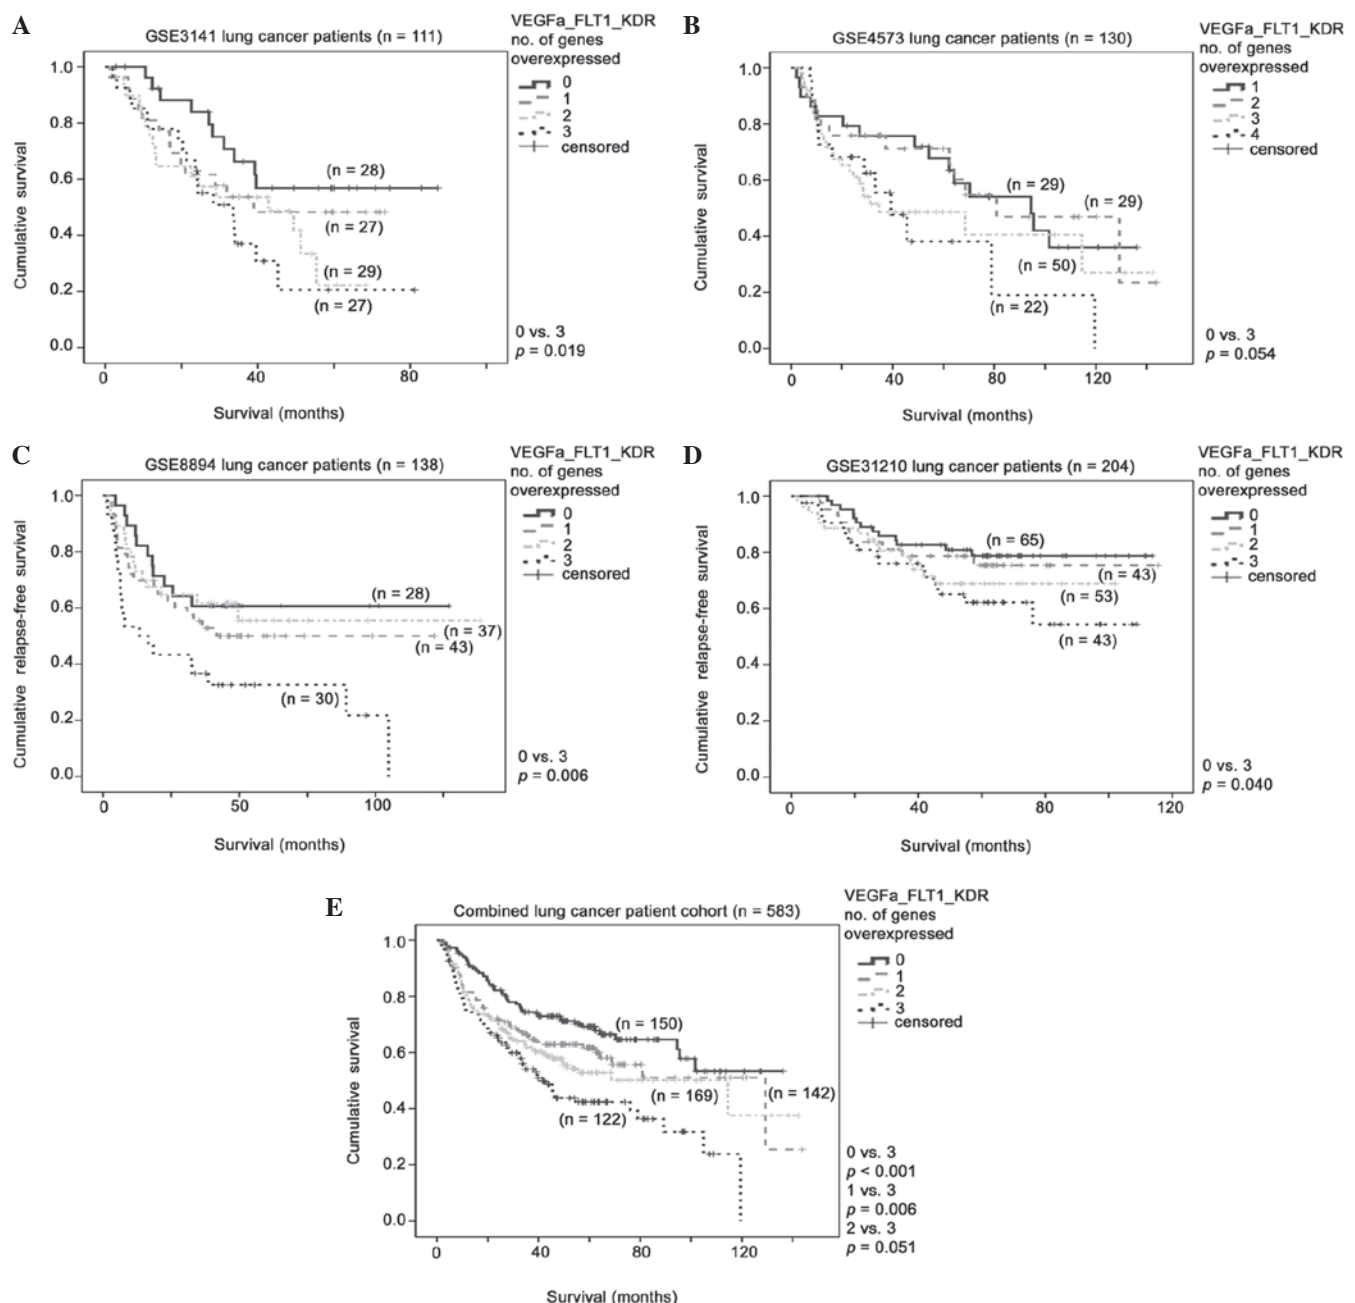 A
GSE3141 lung cancer patients (n = 111)
VEGFa_FLT1_KDR
no. of genes
overexpressed
0
1
2
3
censored
Cumulative survival
1.0
0.8
0.6
0.4
0.2
0.0
(n = 28)
(n = 27)
(n = 29)
(n = 27)
0 vs. 3
p = 0.019
0
40
80
Survival (months)
B
GSE4573 lung cancer patients (n = 130)
VEGFa_FLT1_KDR
no. of genes
overexpressed
1
2
3
4
censored
Cumulative survival
1.0
0.8
0.6
0.4
0.2
0.0
(n = 29)
(n = 29)
(n = 50)
(n = 22)
0 vs. 3
p = 0.054
0
40
80
120
Survival (months)
C
GSE8894 lung cancer patients (n = 138)
VEGFa_FLT1_KDR
no. of genes
overexpressed
0
1
2
3
censored
Cumulative relapse-free survival
1.0
0.8
0.6
0.4
0.2
0.0
(n = 28)
(n = 37)
(n = 43)
(n = 30)
0 vs. 3
p = 0.006
0
50
100
Survival (months)
D
GSE31210 lung cancer patients (n = 204)
VEGFa_FLT1_KDR
no. of genes
overexpressed
0
1
2
3
censored
Cumulative relapse-free survival
1.0
0.8
0.6
0.4
0.2
0.0
(n = 65)
(n = 43)
(n = 53)
(n = 43)
0 vs. 3
p = 0.040
0
40
80
120
Survival (months)
E
Combined lung cancer patient cohort (n = 583)
VEGFa_FLT1_KDR
no. of genes
overexpressed
0
1
2
3
censored
Cumulative survival
1.0
0.8
0.6
0.4
0.2
0.0
(n = 150)
(n = 169)
(n = 142)
(n = 122)
0 vs. 3
p < 0.001
1 vs. 3
p = 0.006
2 vs. 3
p = 0.051
0
40
80
120
Survival (months)